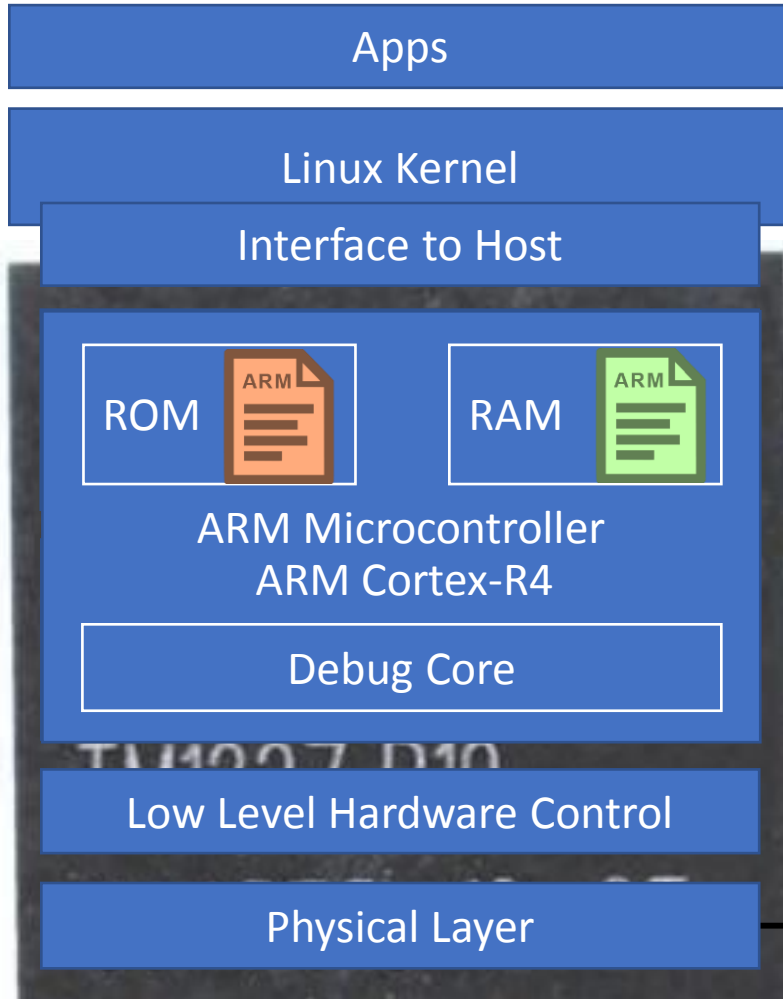 Apps
Linux Kernel
Interface to Host
ROM
ARM
RAM
ARM
ARM Microcontroller
ARM Cortex-R4
Debug Core
Low Level Hardware Control
Physical Layer